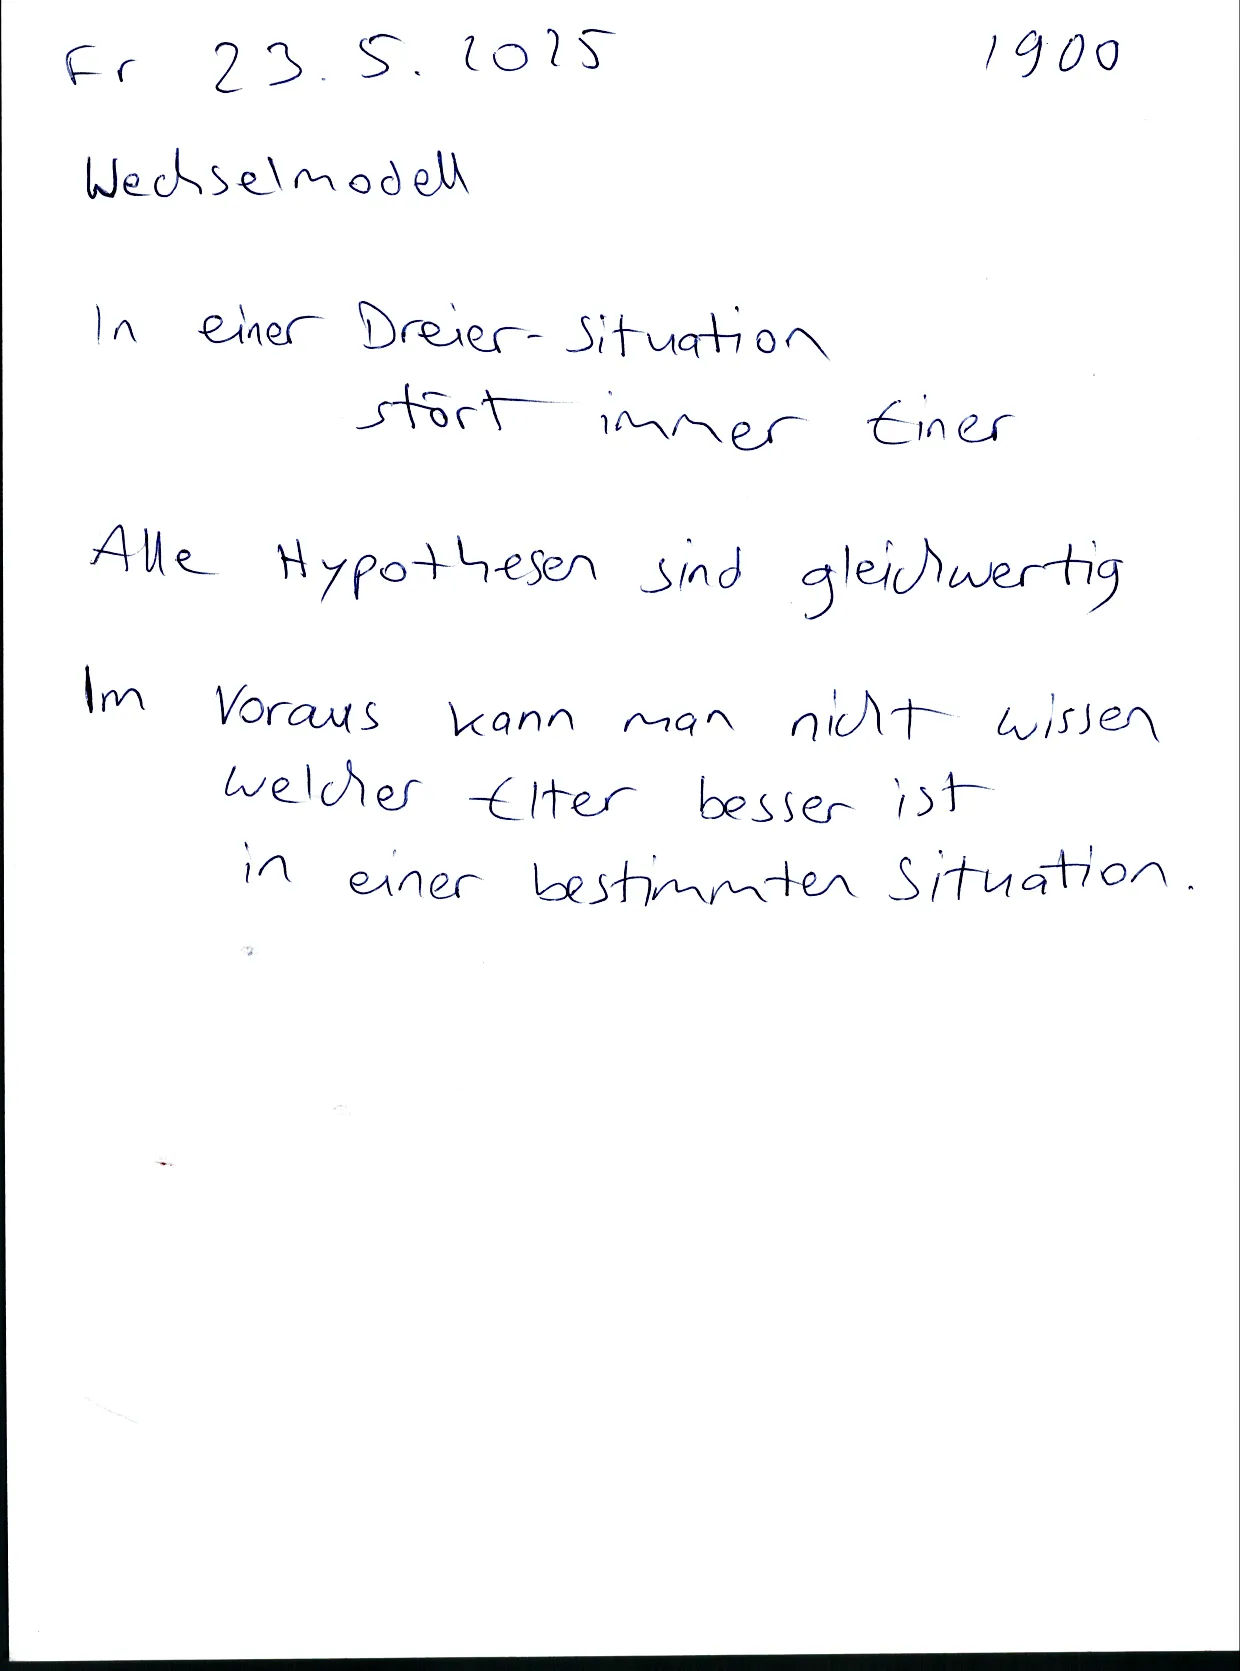 Fr 23.5.2025 1900
Wechselmodell
In einer Dreier-Situation
stört immer Einer
Alle Hypothesen sind gleichwertig
Im Voraus kann man nicht wissen
welcher Elter besser ist
in einer bestimmten Situation.